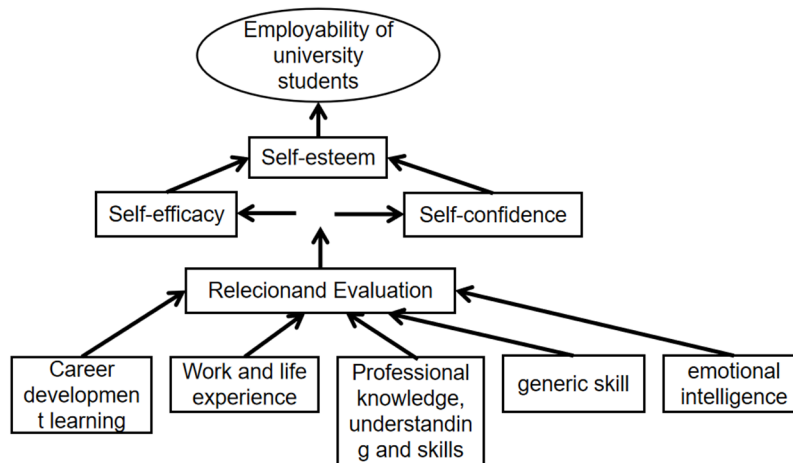 Employability of
university
students
Self-esteem
Self-efficacy
Self-confidence
Relecionand Evaluation
Career
developmen
t learning
Work and life
experience
Professional
knowledge,
understandin
g and skills
generic skill
emotional
intelligence